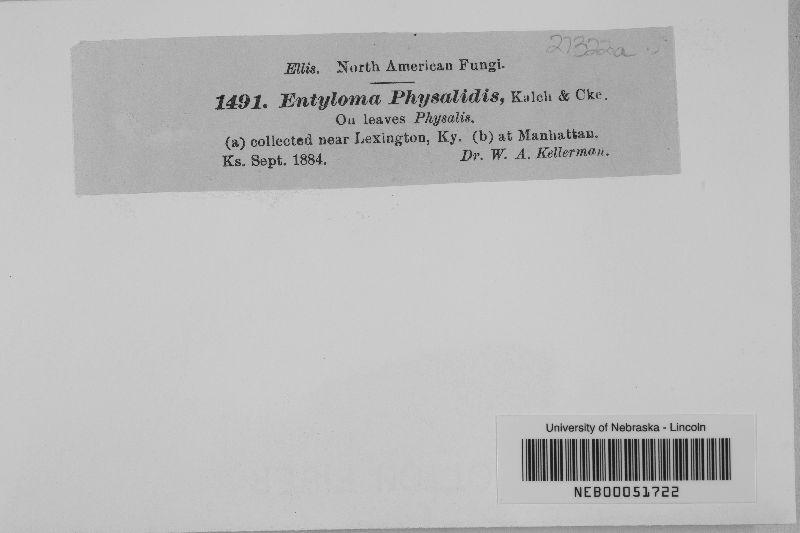 27322a
Ellis. North American Fungi.
1491. Entyloma Physalidis, Kalch & Cke.
On leaves Physalis.
(a) collected near Lexington, Ky. (b) at Manhattan.
Ks. Sept. 1884. Dr. W. A. Kellerman.
University of Nebraska - Lincoln
NEB00051722